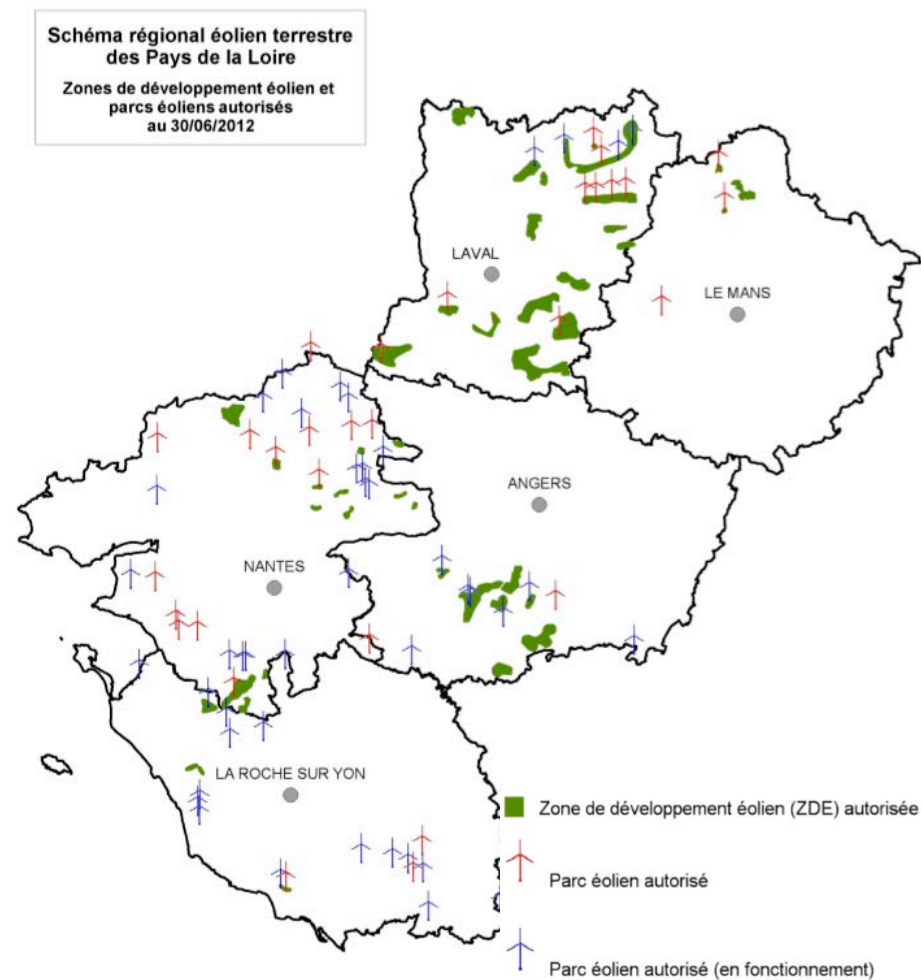 Schéma régional éolien terrestre
des Pays de la Loire
Zones de développement éolien et
parcs éoliens autorisés
au 30/06/2012
LAVAL
LE MANS
ANGERS
NANTES
LA ROCHE SUR YON
Zone de développement éolien (ZDE) autorisée
Parc éolien autorisé
Parc éolien autorisé (en fonctionnement)